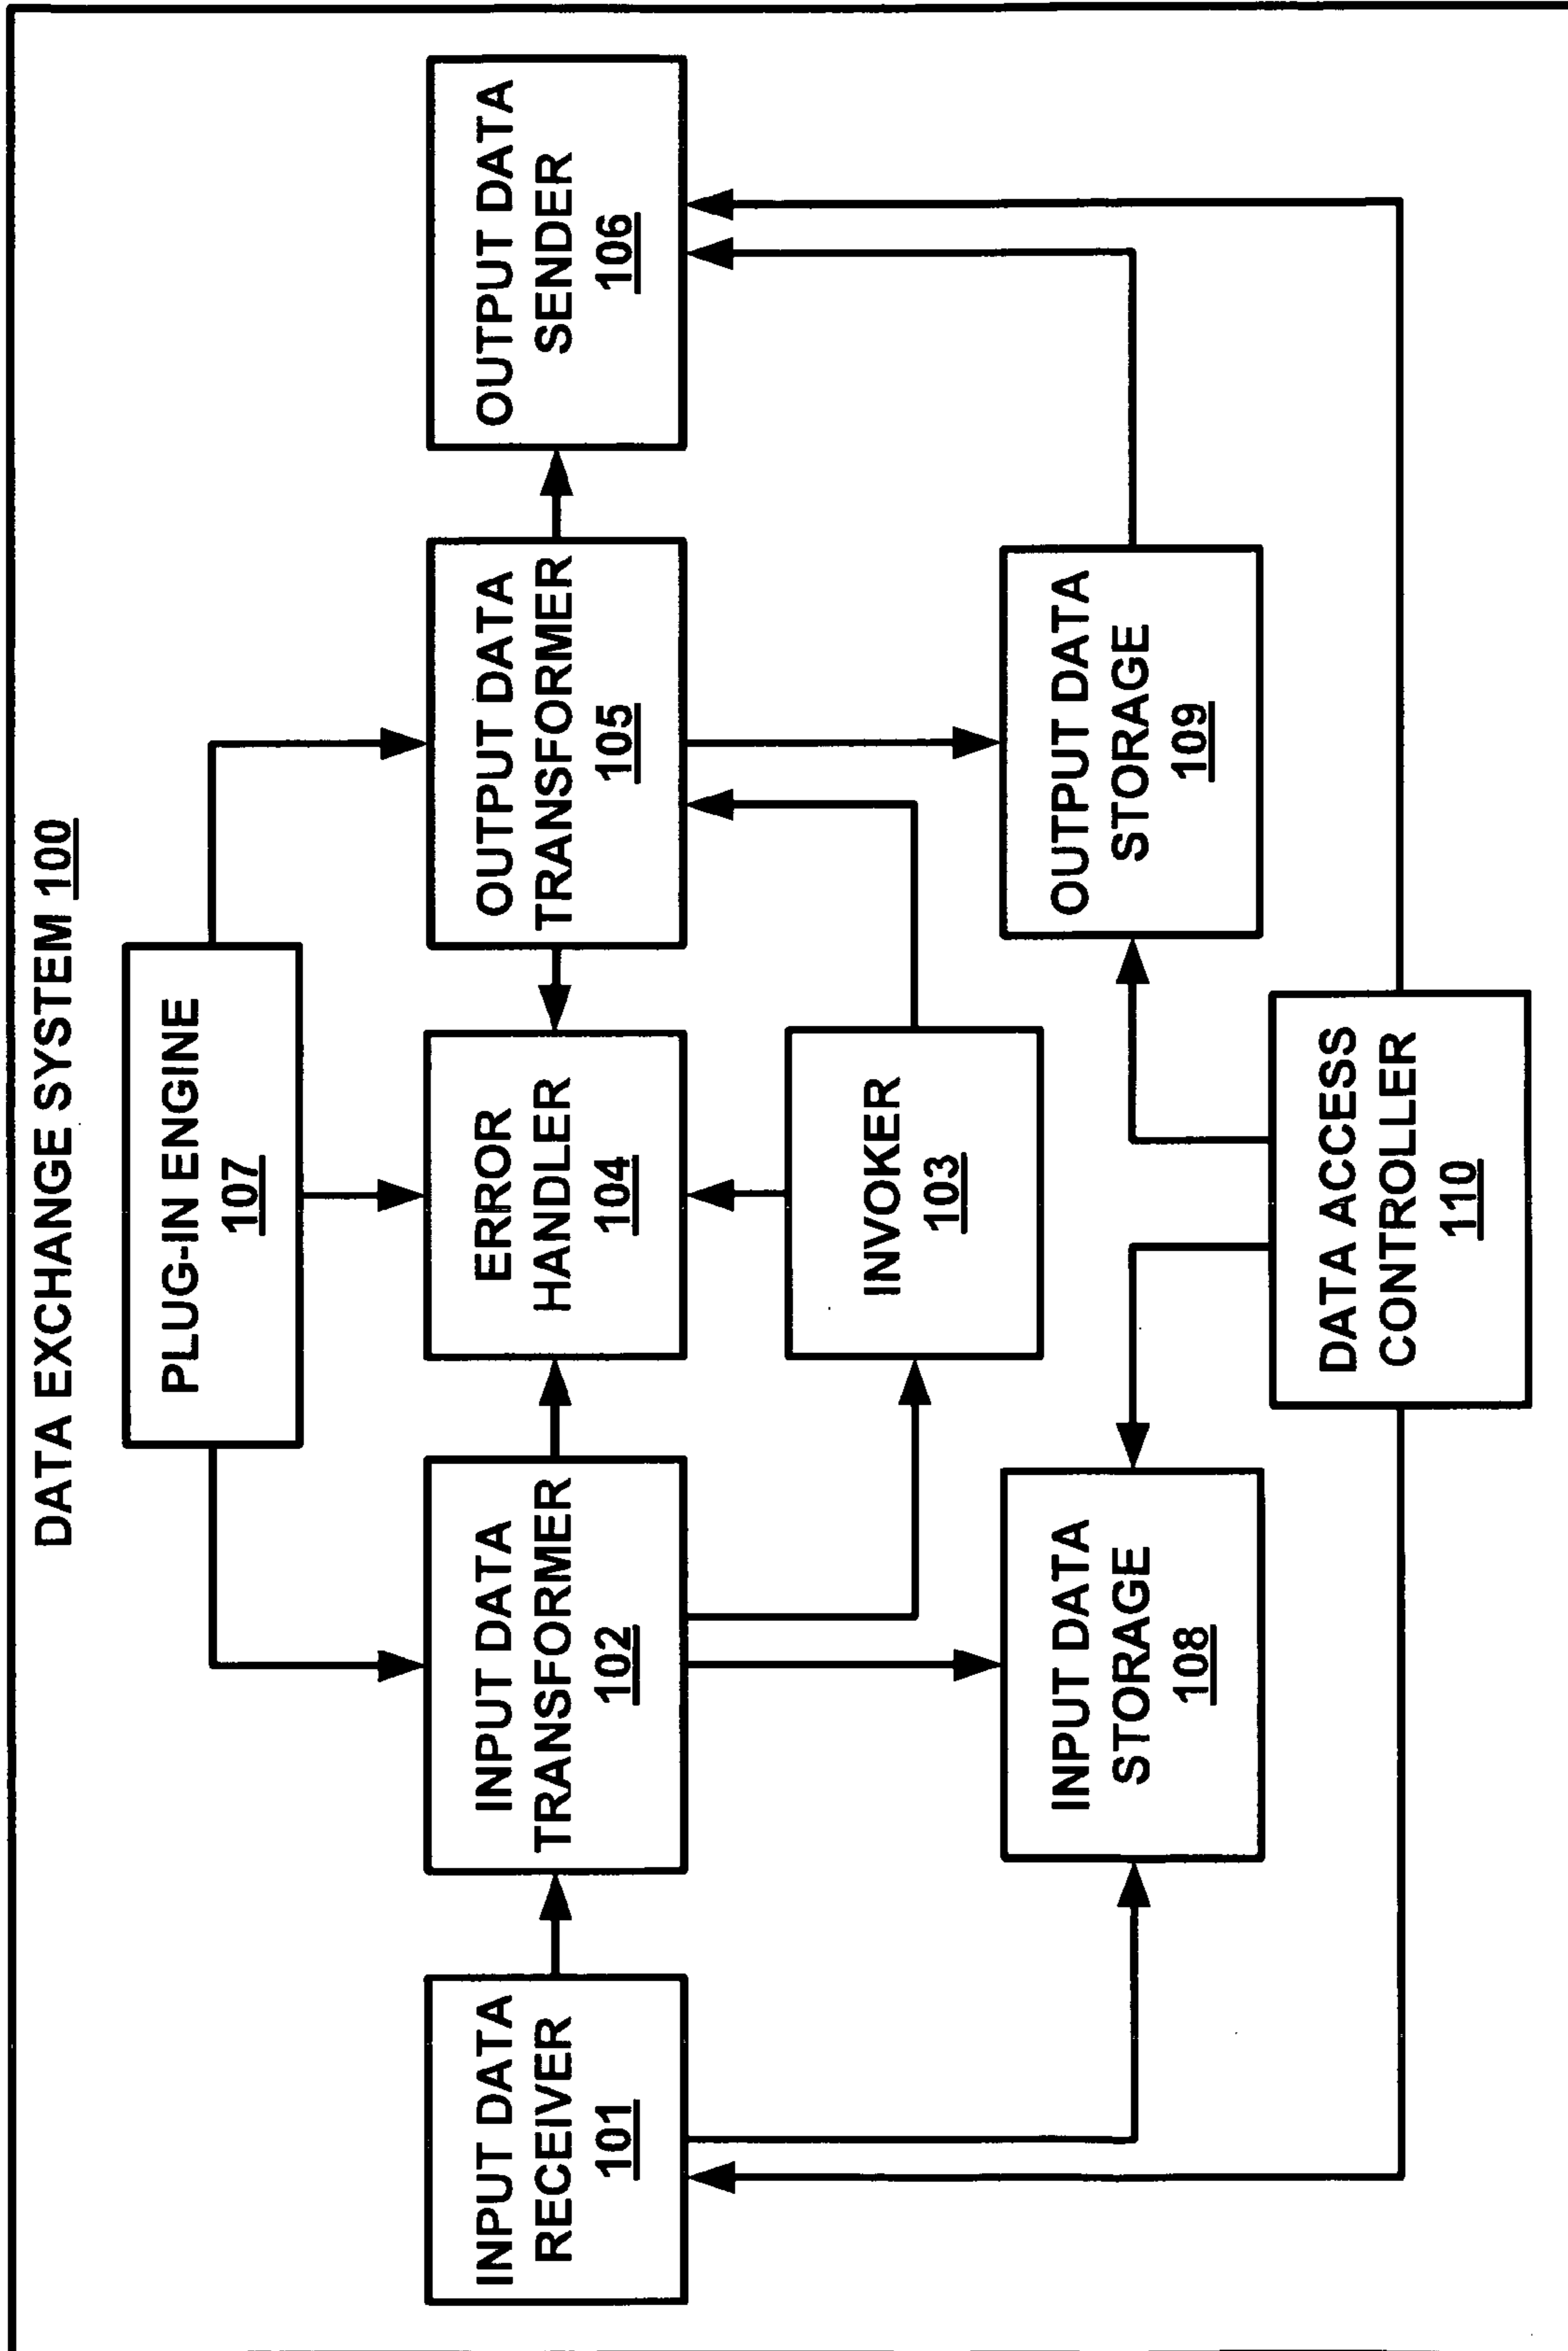 DATA EXCHANGE SYSTEM 100
PLUG-IN ENGINE
107
INPUT DATA
RECEIVER
101
INPUT DATA
TRANSFORMER
102
ERROR
HANDLER
104
OUTPUT DATA
TRANSFORMER
105
OUTPUT DATA
SENDER
106
INVOKER
103
INPUT DATA
STORAGE
108
OUTPUT DATA
STORAGE
109
DATA ACCESS
CONTROLLER
110